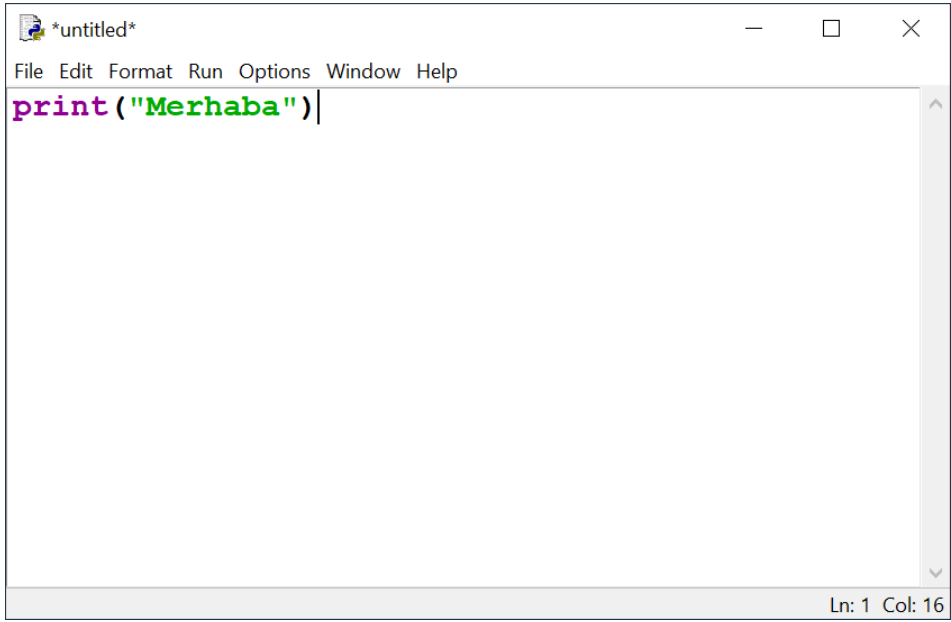 *untitled*
File Edit Format Run Options Window Help
print("Merhaba")
Ln: 1 Col: 16